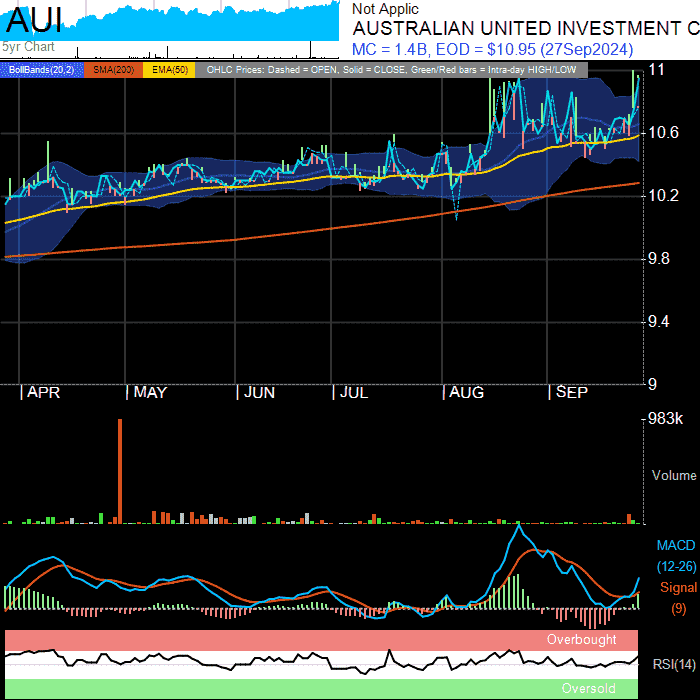 AUI
5yr Chart
Not Applic
AUSTRALIAN UNITED INVESTMENT C
MC = 1.4B, EOD = $10.95 (27Sep2024)
BollBands(20,2) SMA(200) EMA(50) OHLC Prices: Dashed = OPEN, Solid = CLOSE, Green/Red bars = Intra-day HIGH/LOW
11
10.6
10.2
9.8
9.4
9
APR MAY JUN JUL AUG SEP
983k
Volume
MACD
(12-26)
Signal
(9)
Overbought
RSI(14)
Oversold